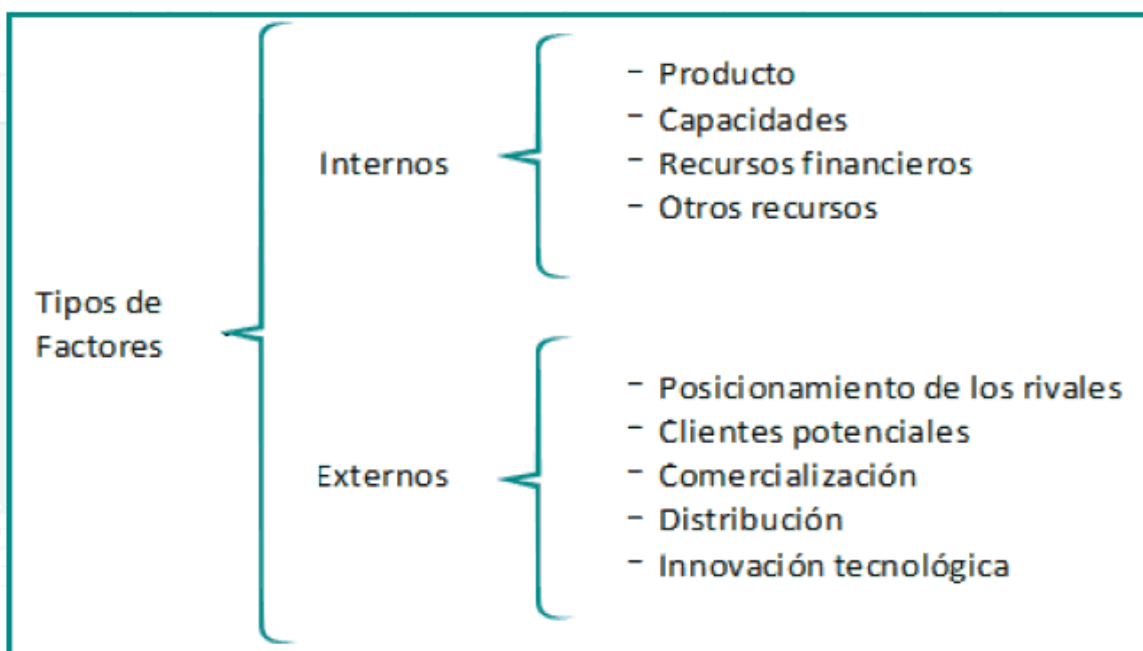 Tipos de
Factores
Internos
- Producto
- Capacidades
- Recursos financieros
- Otros recursos
Externos
- Posicionamiento de los rivales
- Clientes potenciales
- Comercialización
- Distribución
- Innovación tecnológica